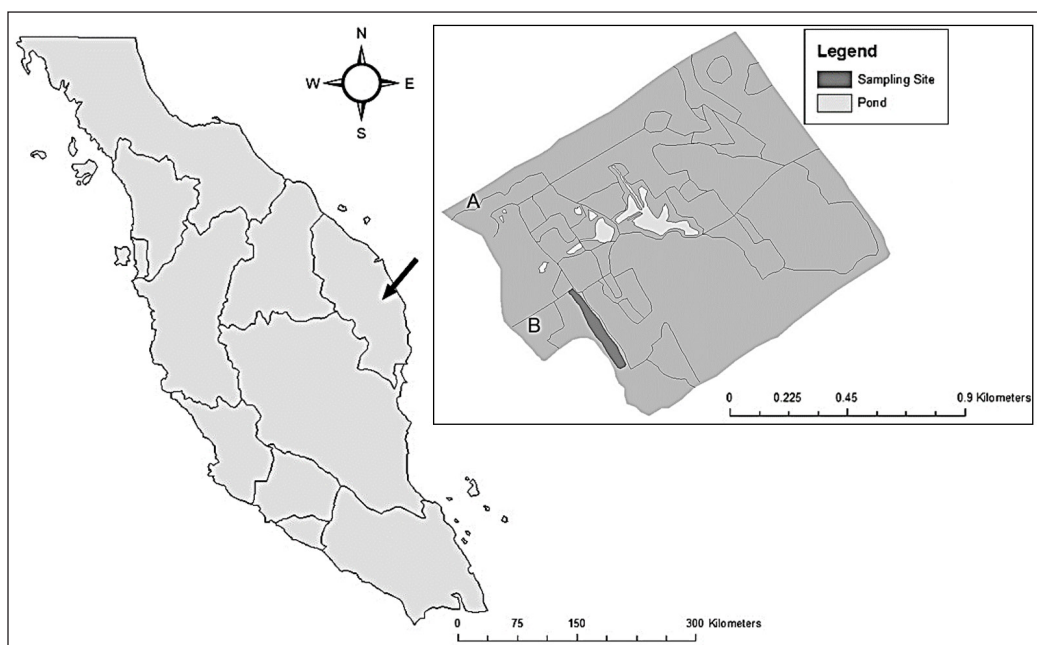 N
W E
S
Legend
Sampling Site
Pond
A
B
0 0.225 0.45 0.9 Kilometers
0 75 150 300 Kilometers